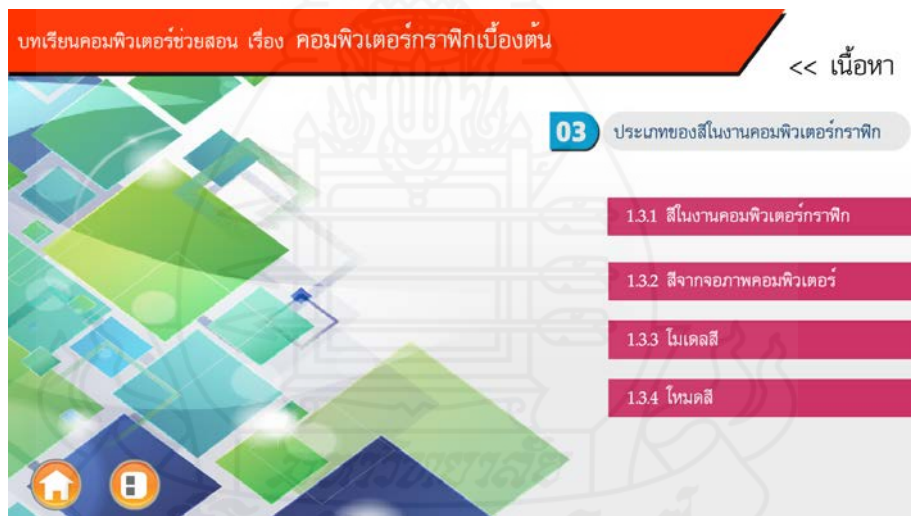 บทเรียนคอมพิวเตอร์ช่วยสอน เรื่อง คอมพิวเตอร์กราฟิกเบื้องต้น
<< เนื้อหา
03 ประเภทของสีในงานคอมพิวเตอร์กราฟิก
1.3.1 สีในงานคอมพิวเตอร์กราฟิก
1.3.2 สีจากจอภาพคอมพิวเตอร์
1.3.3 โมเดลสี
1.3.4 โหมดสี